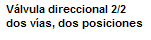 Válvula direccional 2/2
dos vías, dos posiciones